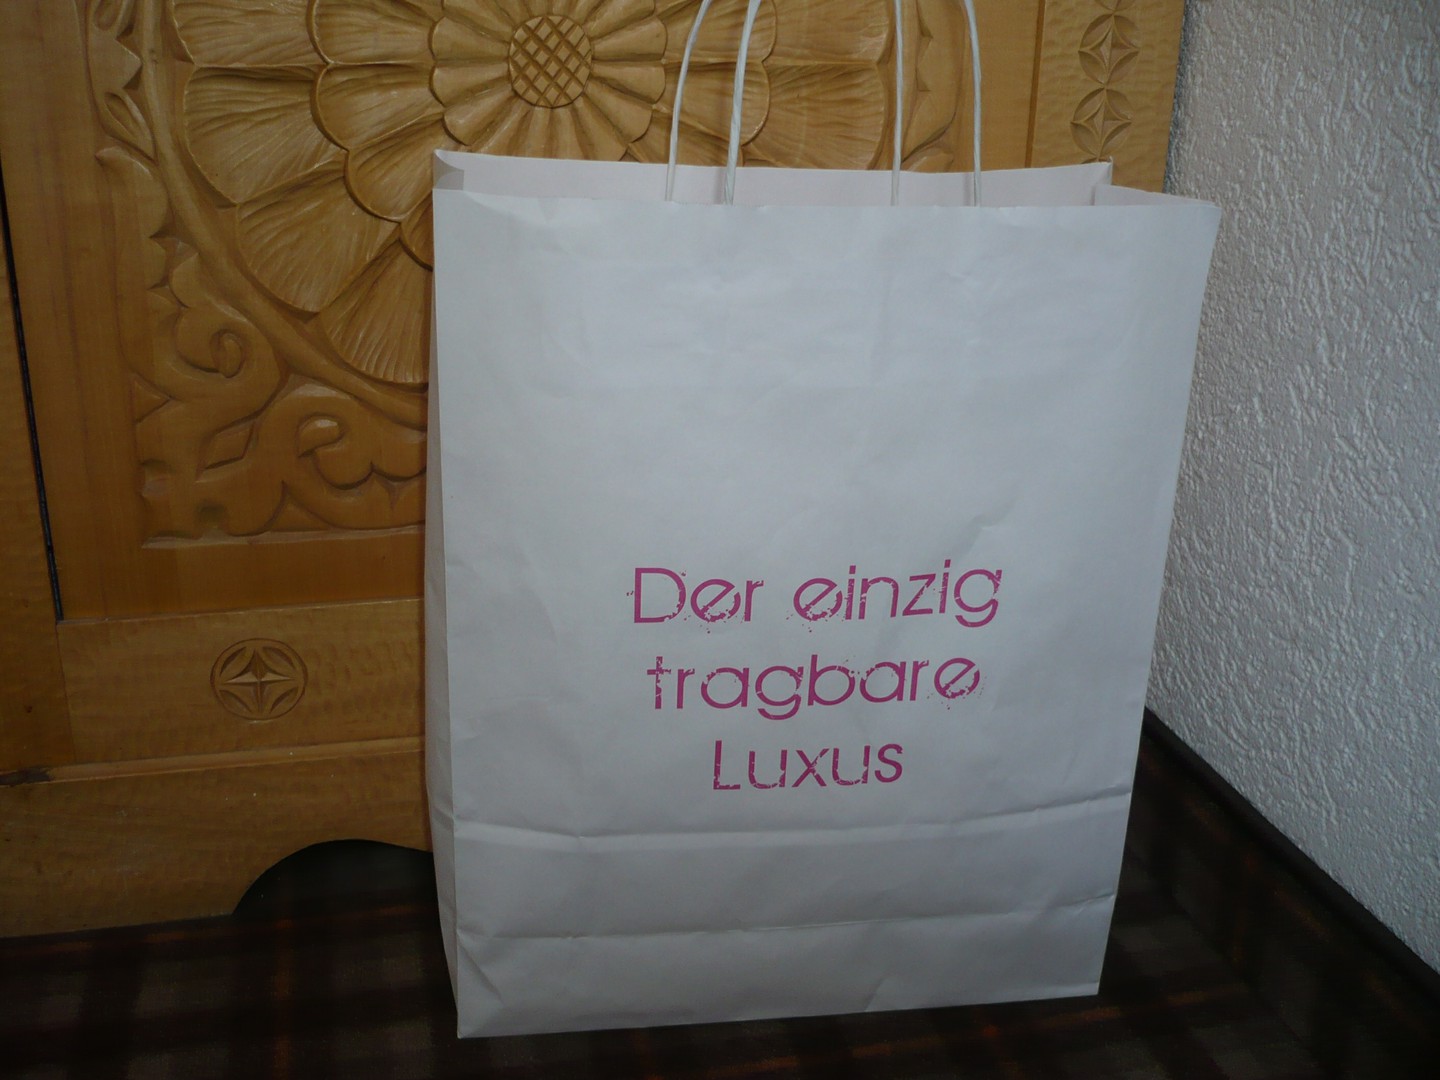 Der einzig
tragbare
Luxus